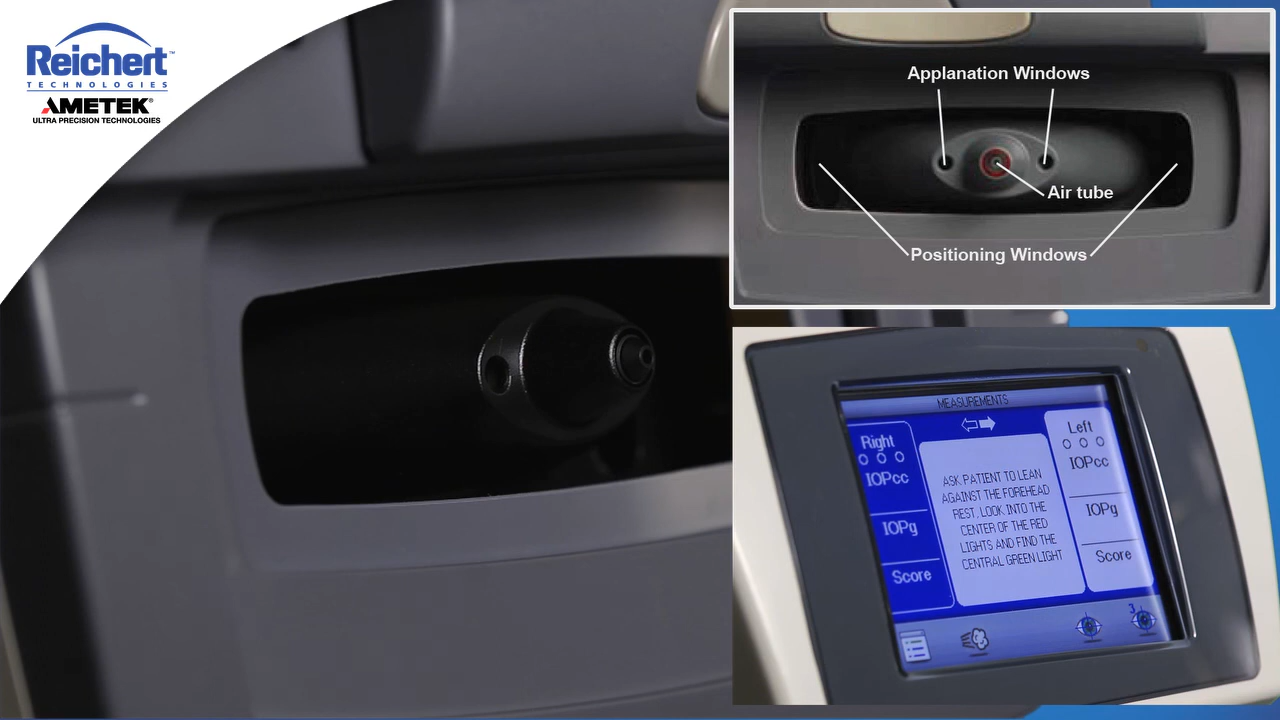 Reichert™
TECHNOLOGIES
AMETEK®
ULTRA PRECISION TECHNOLOGIES
Applanation Windows
Air tube
Positioning Windows
MEASUREMENTS
Right
IOPcc
IOPg
Score
ASK PATIENT TO LEAN
AGAINST THE FOREHEAD
REST, LOOK INTO THE
CENTER OF THE RED
LIGHTS AND FIND THE
CENTRAL GREEN LIGHT
Left
IOPcc
IOPg
Score
3